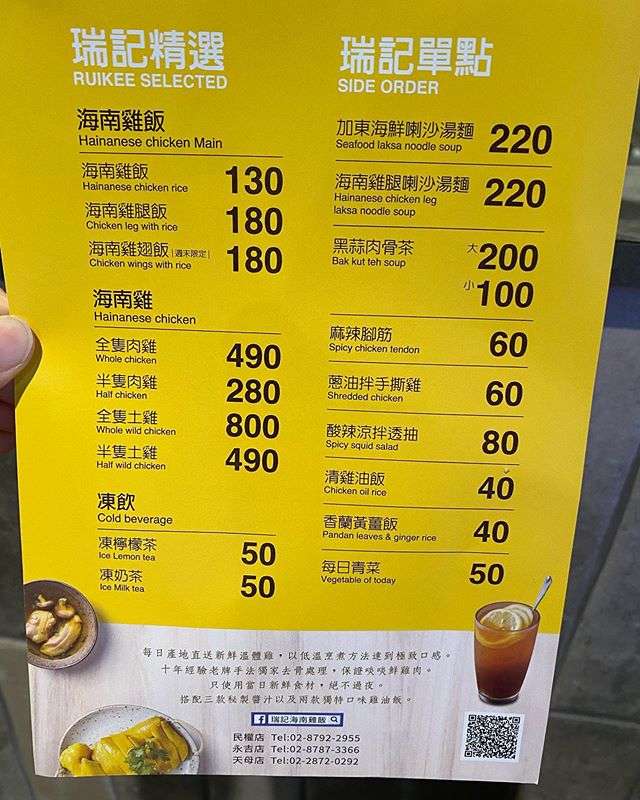 瑞記精選
RUIKEE SELECTED
海南雞飯
Hainanese chicken Main
海南雞飯 130
Hainanese chicken rice
海南雞腿飯 180
Chicken leg with rice
海南雞翅飯 |週末限定| 180
Chicken wings with rice
海南雞
Hainanese chicken
全隻肉雞 490
Whole chicken
半隻肉雞 280
Half chicken
全隻土雞 800
Whole wild chicken
半隻土雞 490
Half wild chicken
凍飲
Cold beverage
凍檸檬茶 50
Ice Lemon tea
凍奶茶 50
Ice Milk tea
瑞記單點
SIDE ORDER
加東海鮮喇沙湯麵 220
Seafood laksa noodle soup
海南雞腿喇沙湯麵 220
Hainanese chicken leg
laksa noodle soup
黑蒜肉骨茶 大 200
Bak kut teh soup
小 100
麻辣腳筋 60
Spicy chicken tendon
蔥油拌手撕雞 60
Shredded chicken
酸辣涼拌透抽 80
Spicy squid salad
清雞油飯 40
Chicken oil rice
香蘭黃薑飯 40
Pandan leaves & ginger rice
每日青菜 50
Vegetable of today
每日產地直送新鮮溫體雞，以低溫烹煮方法達到極致口感。
十年經驗老牌手法獨家去骨處理，保證啖啖鮮雞肉。
只使用當日新鮮食材，絕不過夜。
搭配三款秘製醬汁以及兩款獨特口味雞油飯。
f 瑞記海南雞飯
民權店 Tel:02-8792-2955
永吉店 Tel:02-8787-3366
天母店 Tel:02-2872-0292